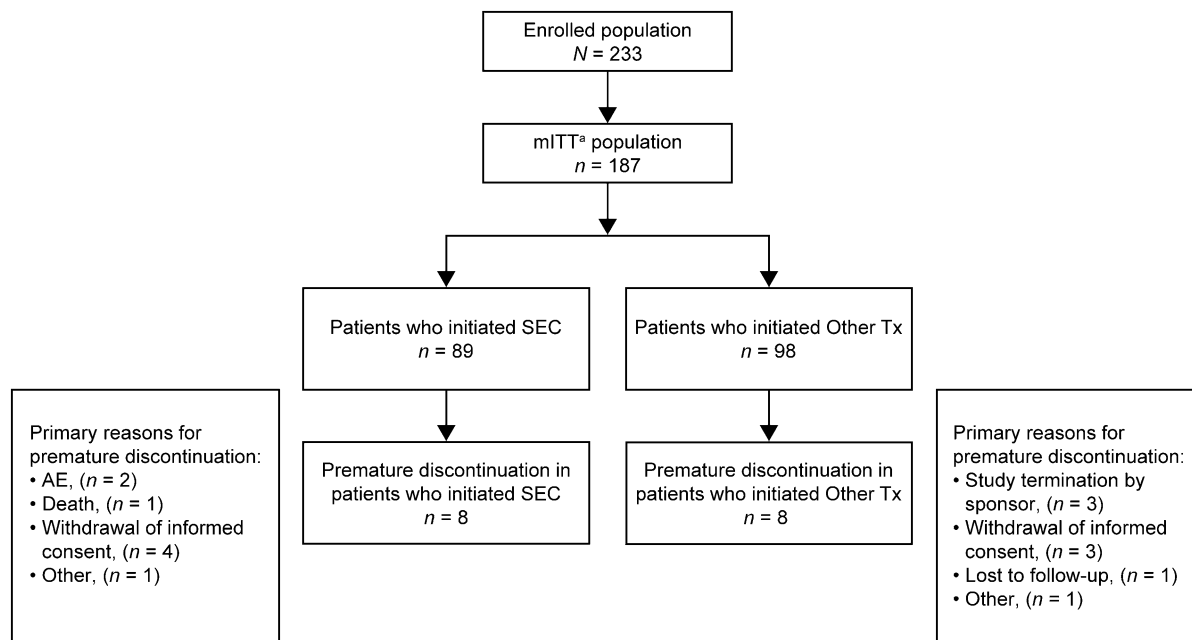 Enrolled population
N = 233
mITTᵃ population
n = 187
Patients who initiated SEC
n = 89
Patients who initiated Other Tx
n = 98
Primary reasons for
premature discontinuation:
• AE, (n = 2)
• Death, (n = 1)
• Withdrawal of informed
consent, (n = 4)
• Other, (n = 1)
Premature discontinuation in
patients who initiated SEC
n = 8
Premature discontinuation in
patients who initiated Other Tx
n = 8
Primary reasons for
premature discontinuation:
• Study termination by
sponsor, (n = 3)
• Withdrawal of informed
consent, (n = 3)
• Lost to follow-up, (n = 1)
• Other, (n = 1)